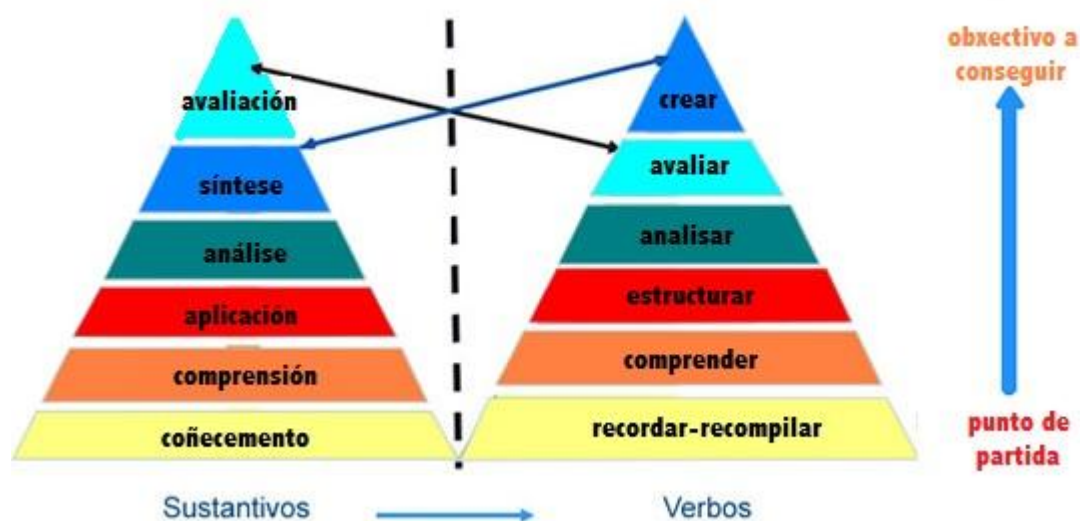 avaliación
síntese
análise
aplicación
comprensión
coñecemento
crear
avaliar
analisar
estructurar
comprender
recordar-recompilar
obxectivo a
conseguir
punto de
partida
Sustantivos
Verbos